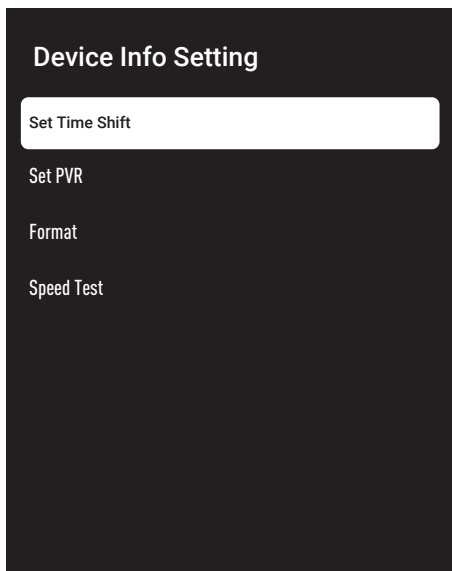 Device Info Setting
Set Time Shift
Set PVR
Format
Speed Test